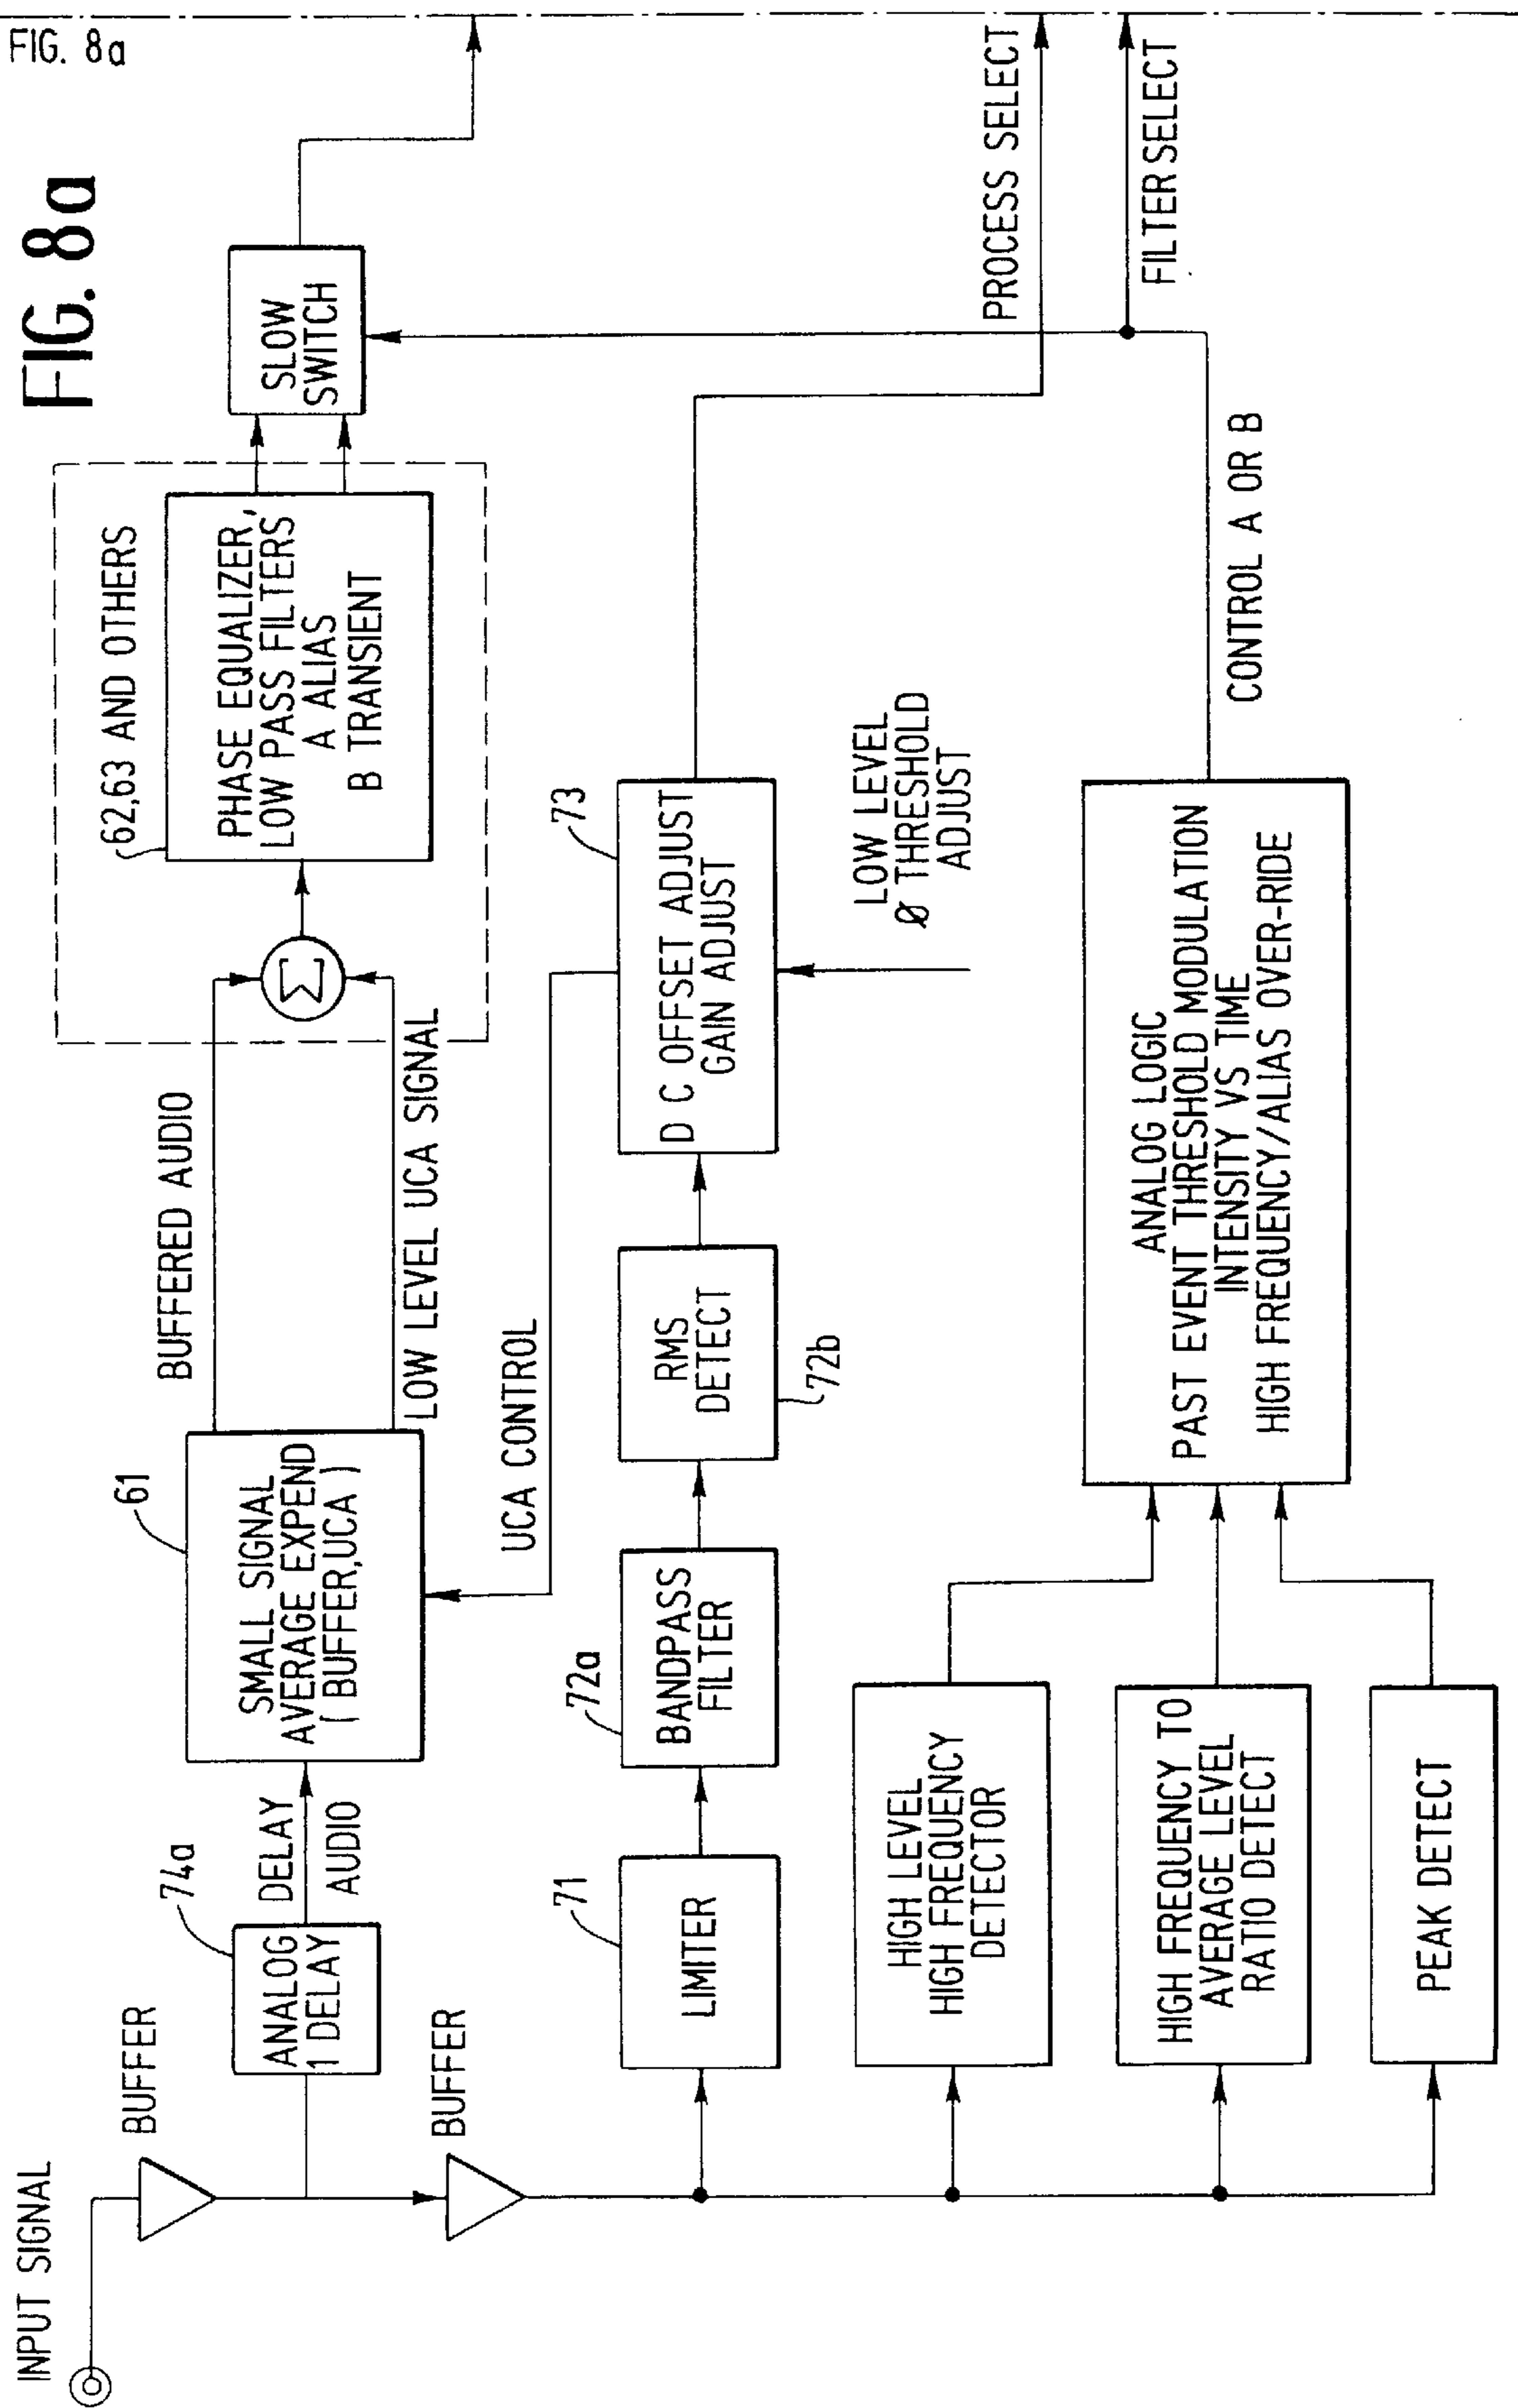 FIG. 8a
FIG. 8a
INPUT SIGNAL
BUFFER
ANALOG
1 DELAY
74a
DELAY
AUDIO
61
SMALL SIGNAL
AVERAGE EXPEND
( BUFFER,UCA )
BUFFERED AUDIO
LOW LEVEL UCA SIGNAL
Σ
62,63 AND OTHERS
PHASE EQUALIZER,
LOW PASS FILTERS
A ALIAS
B TRANSIENT
SLOW
SWITCH
BUFFER
UCA CONTROL
71
LIMITER
72a
BANDPASS
FILTER
RMS
DETECT
72b
73
D C OFFSET ADJUST
GAIN ADJUST
LOW LEVEL
Ø THRESHOLD
ADJUST
PROCESS SELECT
FILTER SELECT
HIGH LEVEL
HIGH FREQUENCY
DETECTOR
HIGH FREQUENCY TO
AVERAGE LEVEL
RATIO DETECT
PEAK DETECT
ANALOG LOGIC
PAST EVENT THRESHOLD MODULATION
INTENSITY VS TIME
HIGH FREQUENCY/ALIAS OVER-RIDE
CONTROL A OR B